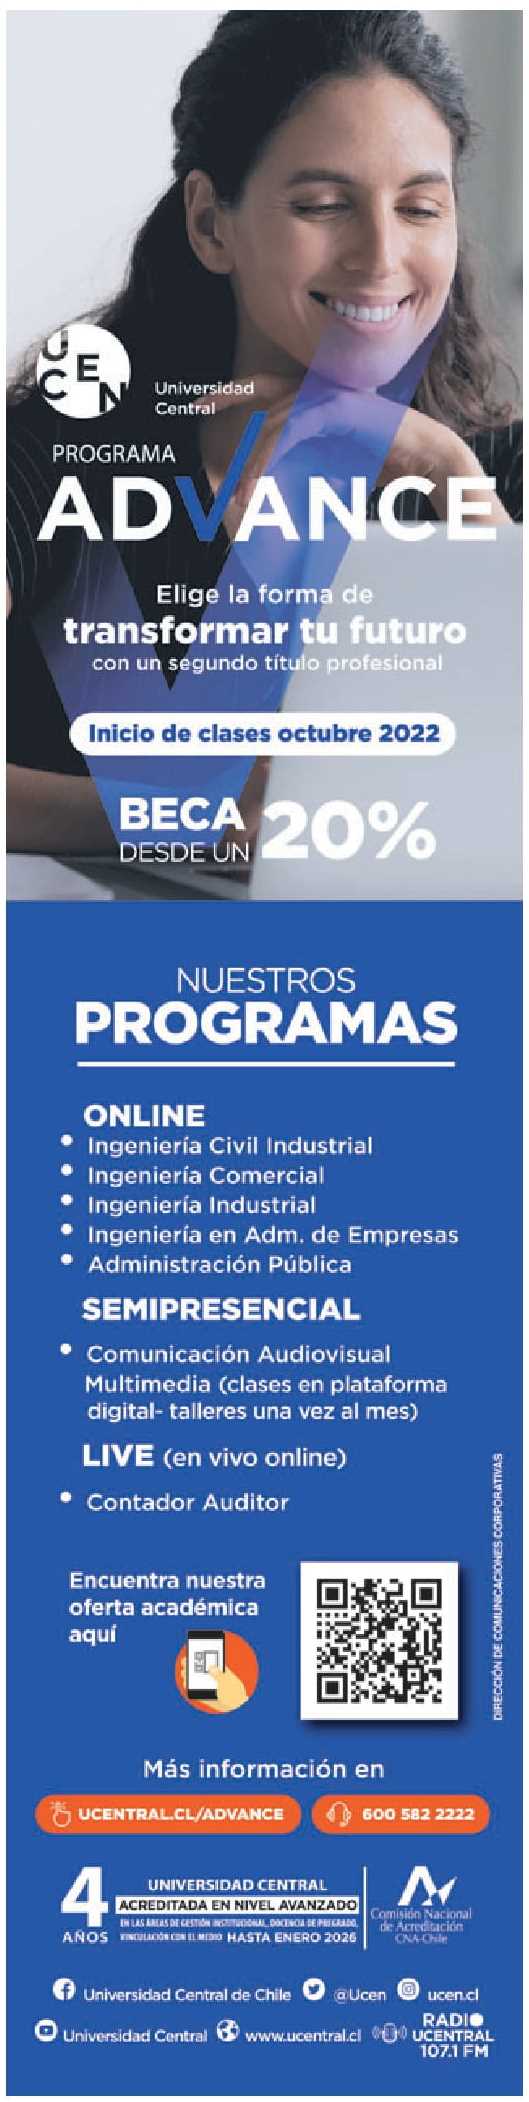 UCEN
Universidad
Central
PROGRAMA
ADVANCE
Elige la forma de
transformar tu futuro
con un segundo título profesional
Inicio de clases octubre 2022
BECA
DESDE UN 20%
NUESTROS
PROGRAMAS
ONLINE
• Ingeniería Civil Industrial
• Ingeniería Comercial
• Ingeniería Industrial
• Ingeniería en Adm. de Empresas
• Administración Pública
SEMIPRESENCIAL
• Comunicación Audiovisual
Multimedia (clases en plataforma
digital- talleres una vez al mes)
LIVE (en vivo online)
• Contador Auditor
DIRECCIÓN DE COMUNICACIONES CORPORATIVAS
Encuentra nuestra
oferta académica
aquí
Más información en
UCENTRAL.CL/ADVANCE
600 582 2222
4 AÑOS
UNIVERSIDAD CENTRAL
ACREDITADA EN NIVEL AVANZADO
EN LAS ÁREAS DE GESTIÓN INSTITUCIONAL, DOCENCIA DE PREGRADO,
VINCULACIÓN CON EL MEDIO HASTA ENERO 2026
Comisión Nacional
de Acreditación
CNA-Chile
Universidad Central de Chile @Ucen ucen.cl
Universidad Central www.ucentral.cl
RADIO
UCENTRAL
107.1 FM